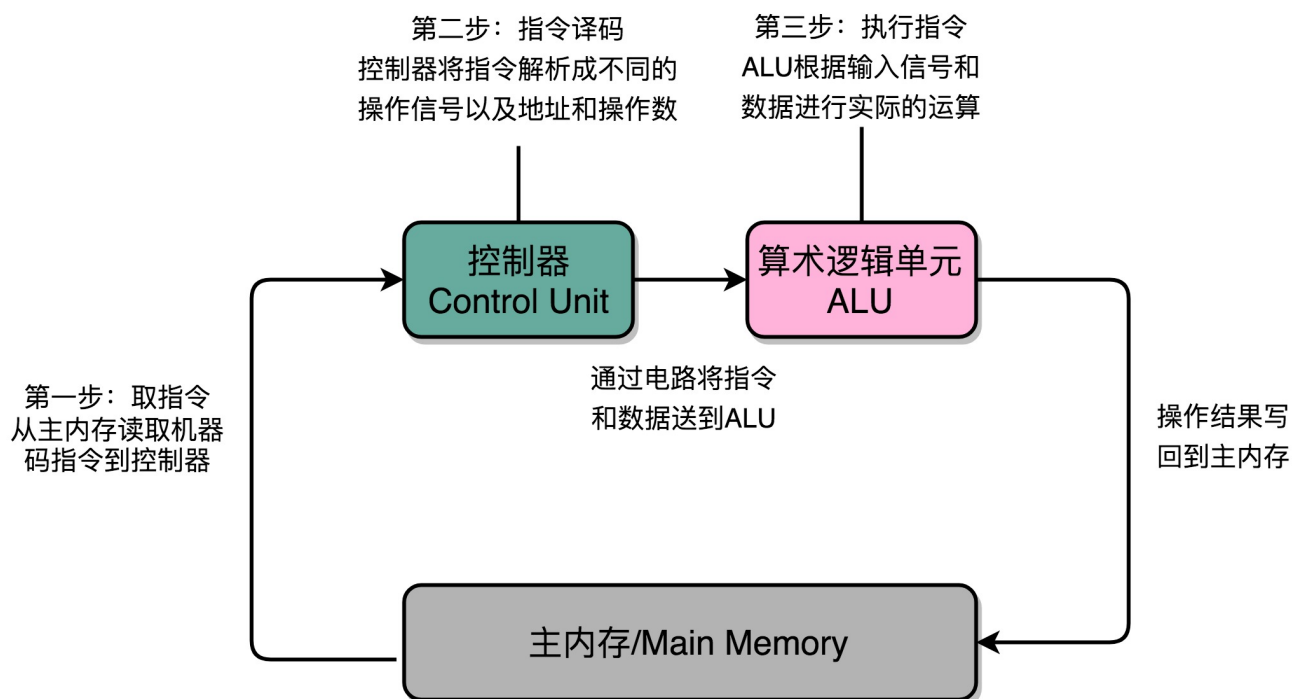 第二步：指令译码
控制器将指令解析成不同的
操作信号以及地址和操作数
第三步：执行指令
ALU根据输入信号和
数据进行实际的运算
控制器
Control Unit
算术逻辑单元
ALU
第一步：取指令
从主内存读取机器
码指令到控制器
通过电路将指令
和数据送到ALU
操作结果写
回到主内存
主内存/Main Memory